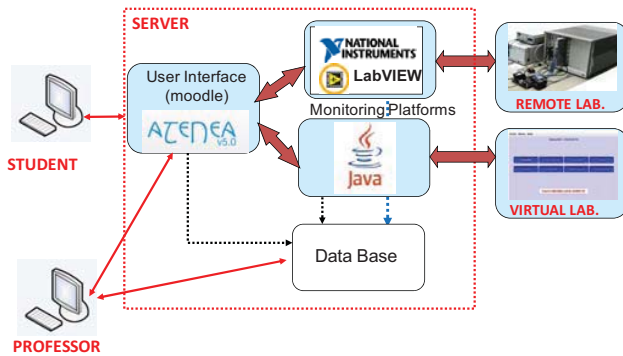 SERVER
NATIONAL
INSTRUMENTS
LabVIEW
User Interface
(moodle)
AZENEA
v5.0
REMOTE LAB.
Monitoring Platforms
STUDENT
Java
VIRTUAL LAB.
Data Base
PROFESSOR